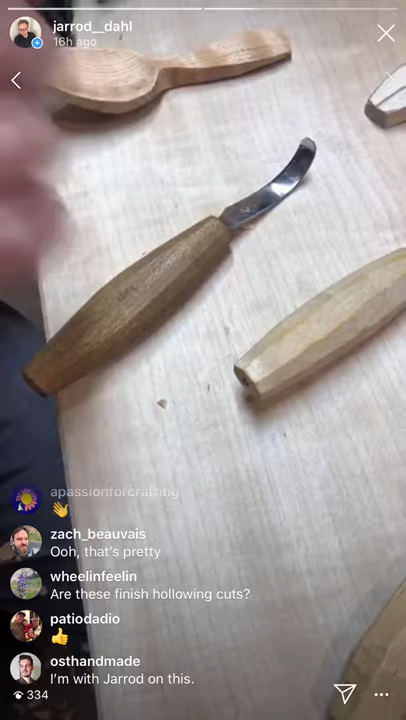 jarrod__dahl
16h ago
apassionforcrafting
👋
zach_beauvais
Ooh, that's pretty
wheelinfeelin
Are these finish hollowing cuts?
patiodadio
👍
osthandmade
I'm with Jarrod on this.
334